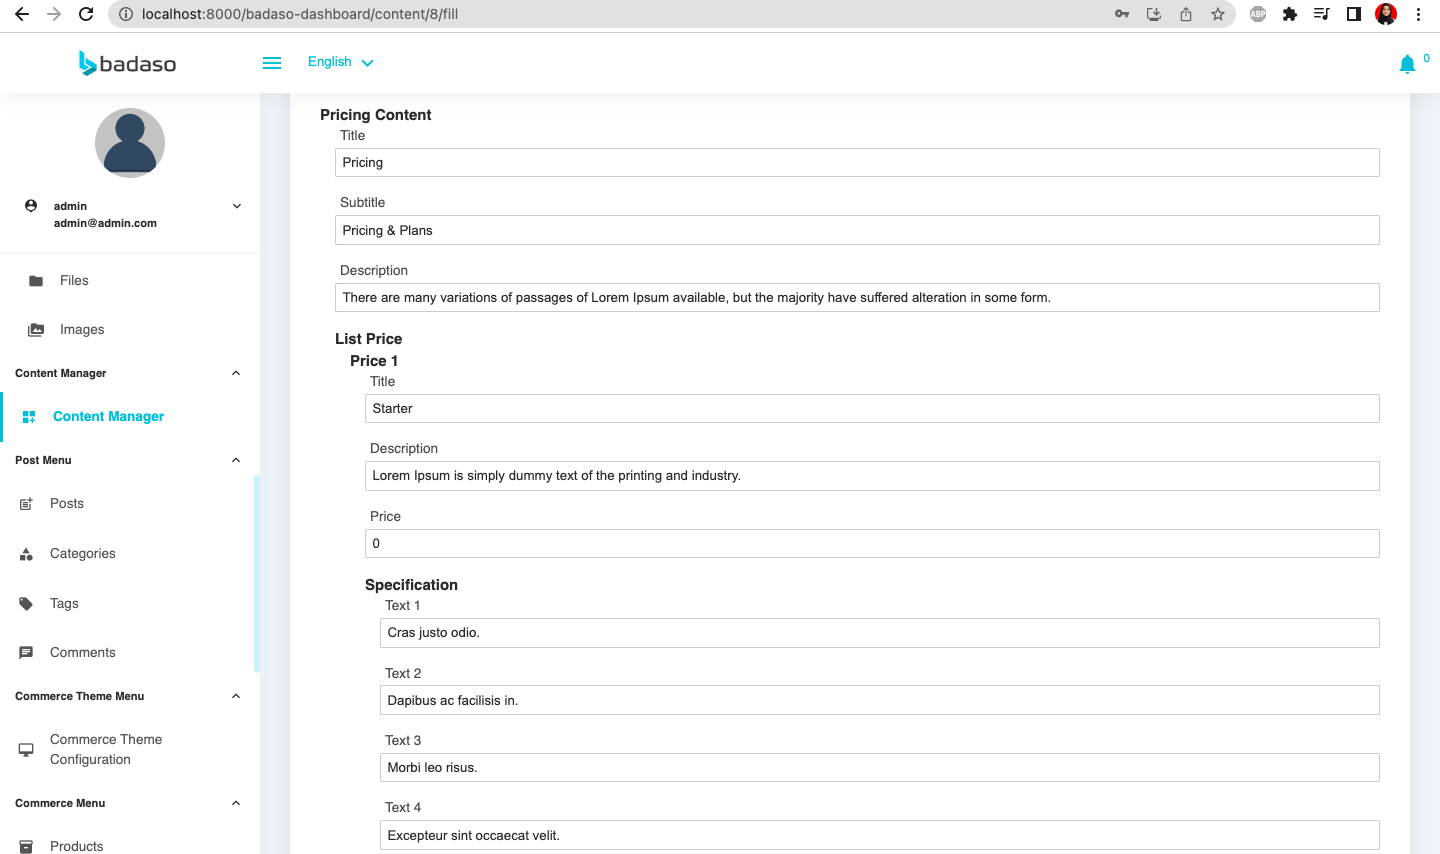 localhost:8000/badaso-dashboard/content/8/fill
ABP
badaso
English
0
admin
admin@admin.com
Files
Images
Content Manager
Content Manager
Post Menu
Posts
Categories
Tags
Comments
Commerce Theme Menu
Commerce Theme
Configuration
Commerce Menu
Products
Pricing Content
Title
Pricing
Subtitle
Pricing & Plans
Description
There are many variations of passages of Lorem Ipsum available, but the majority have suffered alteration in some form.
List Price
Price 1
Title
Starter
Description
Lorem Ipsum is simply dummy text of the printing and industry.
Price
0
Specification
Text 1
Cras justo odio.
Text 2
Dapibus ac facilisis in.
Text 3
Morbi leo risus.
Text 4
Excepteur sint occaecat velit.